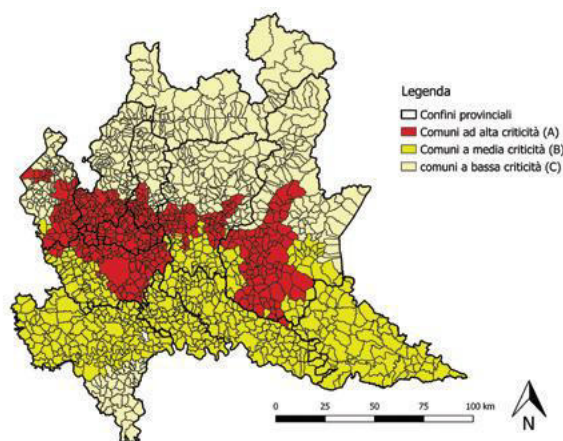 Legenda
Confini provinciali
Comuni ad alta criticità (A)
Comuni a media criticità (B)
comuni a bassa criticità (C)
0 25 50 75 100 km
N